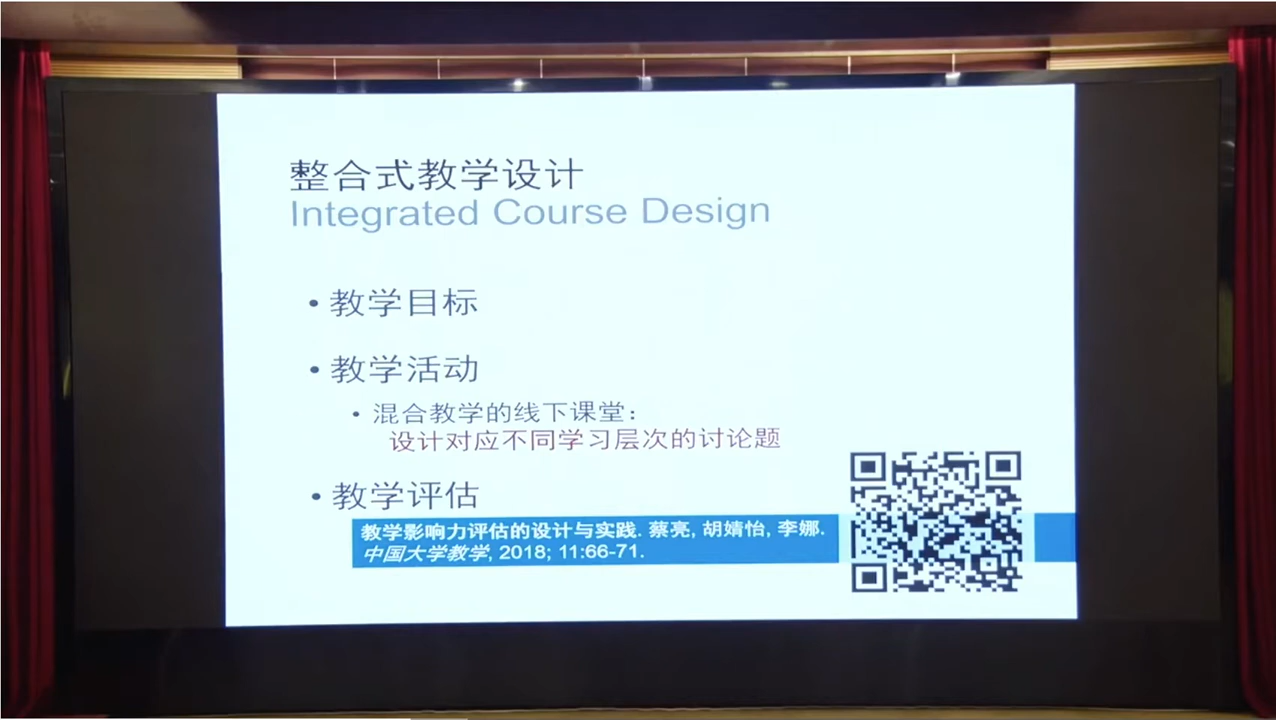 整合式教学设计
Integrated Course Design
• 教学目标
• 教学活动
• 混合教学的线下课堂：
设计对应不同学习层次的讨论题
• 教学评估
教学影响力评估的设计与实践. 蔡亮, 胡婧怡, 李娜.
中国大学教学, 2018; 11:66-71.